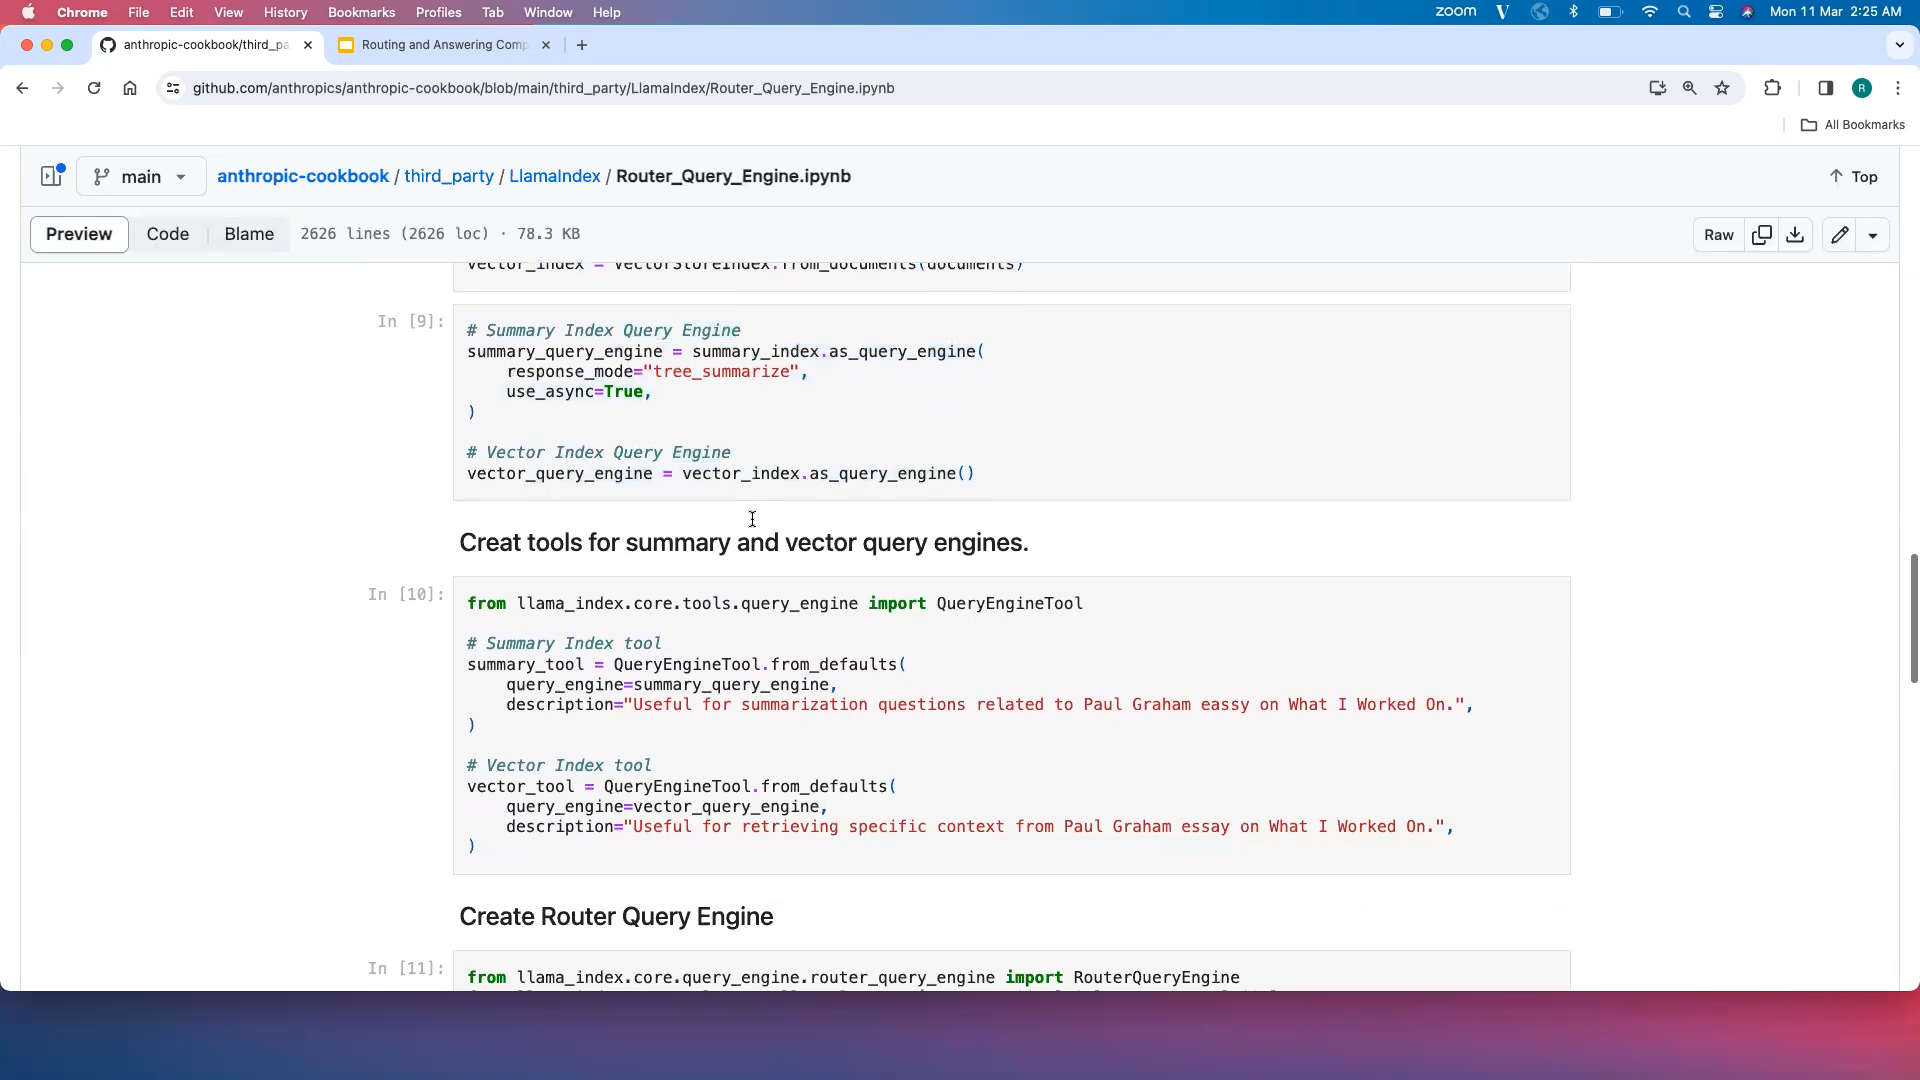 Chrome File Edit View History Bookmarks Profiles Tab Window Help zoom Mon 11 Mar 2:25 AM
anthropic-cookbook/third_pa Routing and Answering Comp
github.com/anthropics/anthropic-cookbook/blob/main/third_party/LlamaIndex/Router_Query_Engine.ipynb R
All Bookmarks
main anthropic-cookbook / third_party / LlamaIndex / Router_Query_Engine.ipynb Top
Preview Code Blame 2626 lines (2626 loc) · 78.3 KB Raw
vector_index = VectorStoreIndex.from_documents(documents)
In [9]:
# Summary Index Query Engine
summary_query_engine = summary_index.as_query_engine(
    response_mode="tree_summarize",
    use_async=True,
)
# Vector Index Query Engine
vector_query_engine = vector_index.as_query_engine()
Creat tools for summary and vector query engines.
In [10]:
from llama_index.core.tools.query_engine import QueryEngineTool
# Summary Index tool
summary_tool = QueryEngineTool.from_defaults(
    query_engine=summary_query_engine,
    description="Useful for summarization questions related to Paul Graham eassy on What I Worked On.",
)
# Vector Index tool
vector_tool = QueryEngineTool.from_defaults(
    query_engine=vector_query_engine,
    description="Useful for retrieving specific context from Paul Graham essay on What I Worked On.",
)
Create Router Query Engine
In [11]:
from llama_index.core.query_engine.router_query_engine import RouterQueryEngine